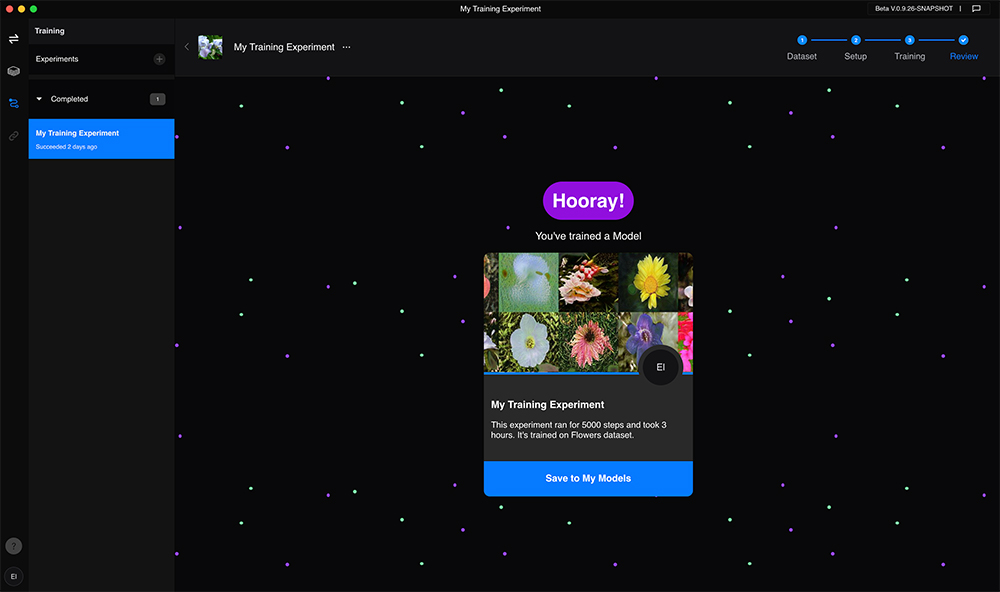 My Training Experiment
Beta V.0.9.26-SNAPSHOT |
Training
Experiments
+
Completed
1
My Training Experiment
Succeeded 2 days ago
My Training Experiment ...
1 2 3
Dataset Setup Training Review
Hooray!
You've trained a Model
EI
My Training Experiment
This experiment ran for 5000 steps and took 3
hours. It's trained on Flowers dataset.
Save to My Models
?
EI